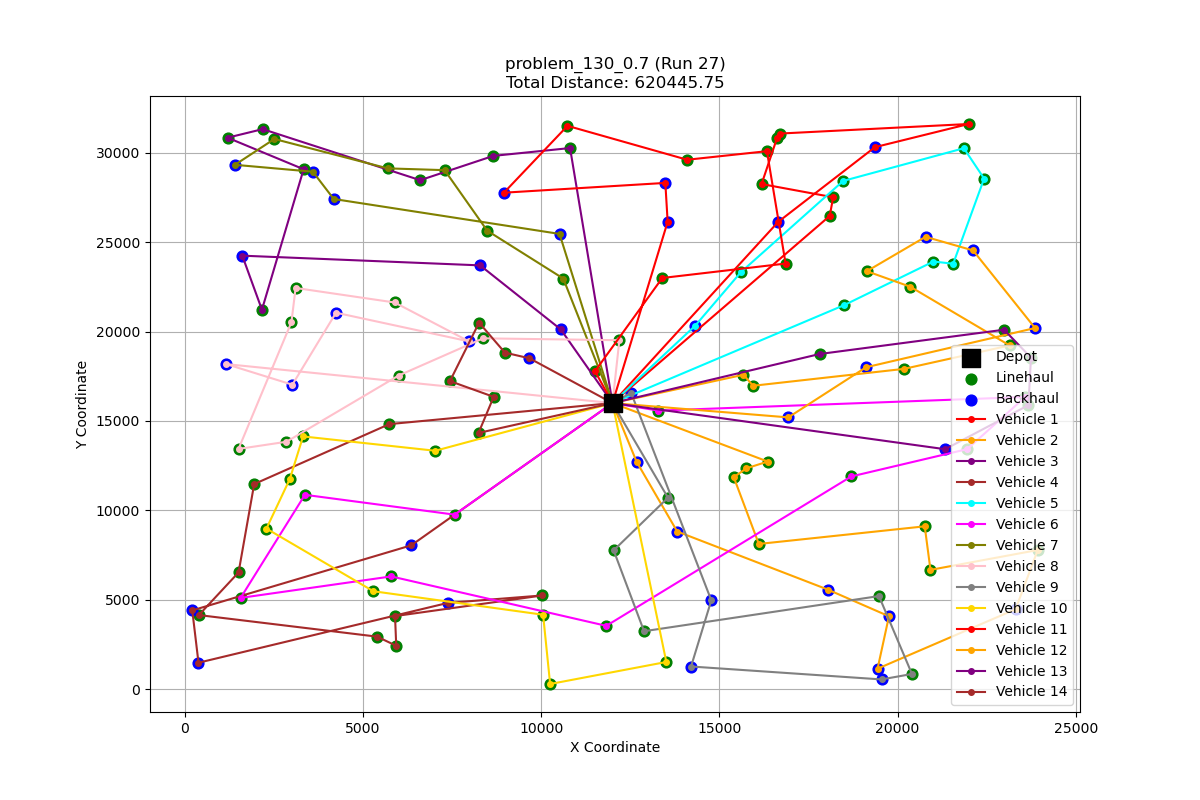 problem_130_0.7 (Run 27)
Total Distance: 620445.75
Y Coordinate
30000
25000
20000
15000
10000
5000
0
0
5000
10000
15000
20000
25000
X Coordinate
Depot
Linehaul
Backhaul
Vehicle 1
Vehicle 2
Vehicle 3
Vehicle 4
Vehicle 5
Vehicle 6
Vehicle 7
Vehicle 8
Vehicle 9
Vehicle 10
Vehicle 11
Vehicle 12
Vehicle 13
Vehicle 14